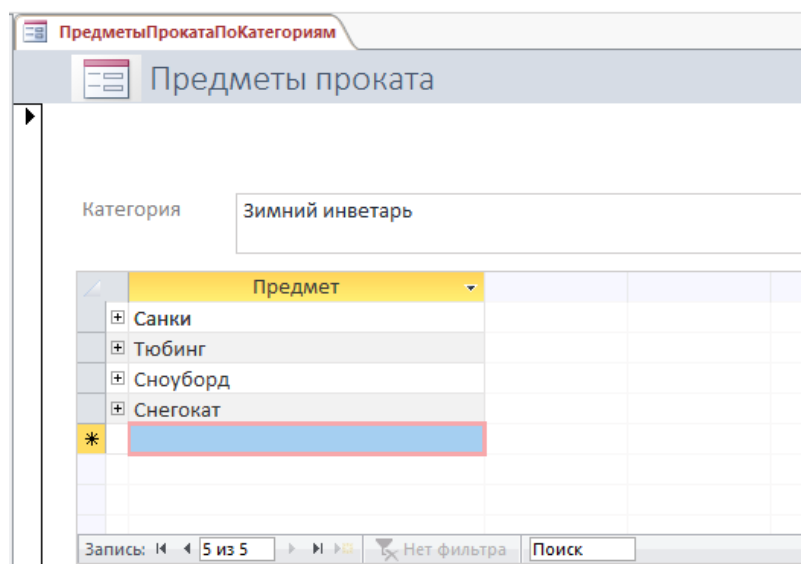 ПредметыПрокатаПоКатегориям
Предметы проката
Категория
Зимний инветарь
Предмет
Санки
Тюбинг
Сноуборд
Снегокат
Запись: 5 из 5 Нет фильтра Поиск